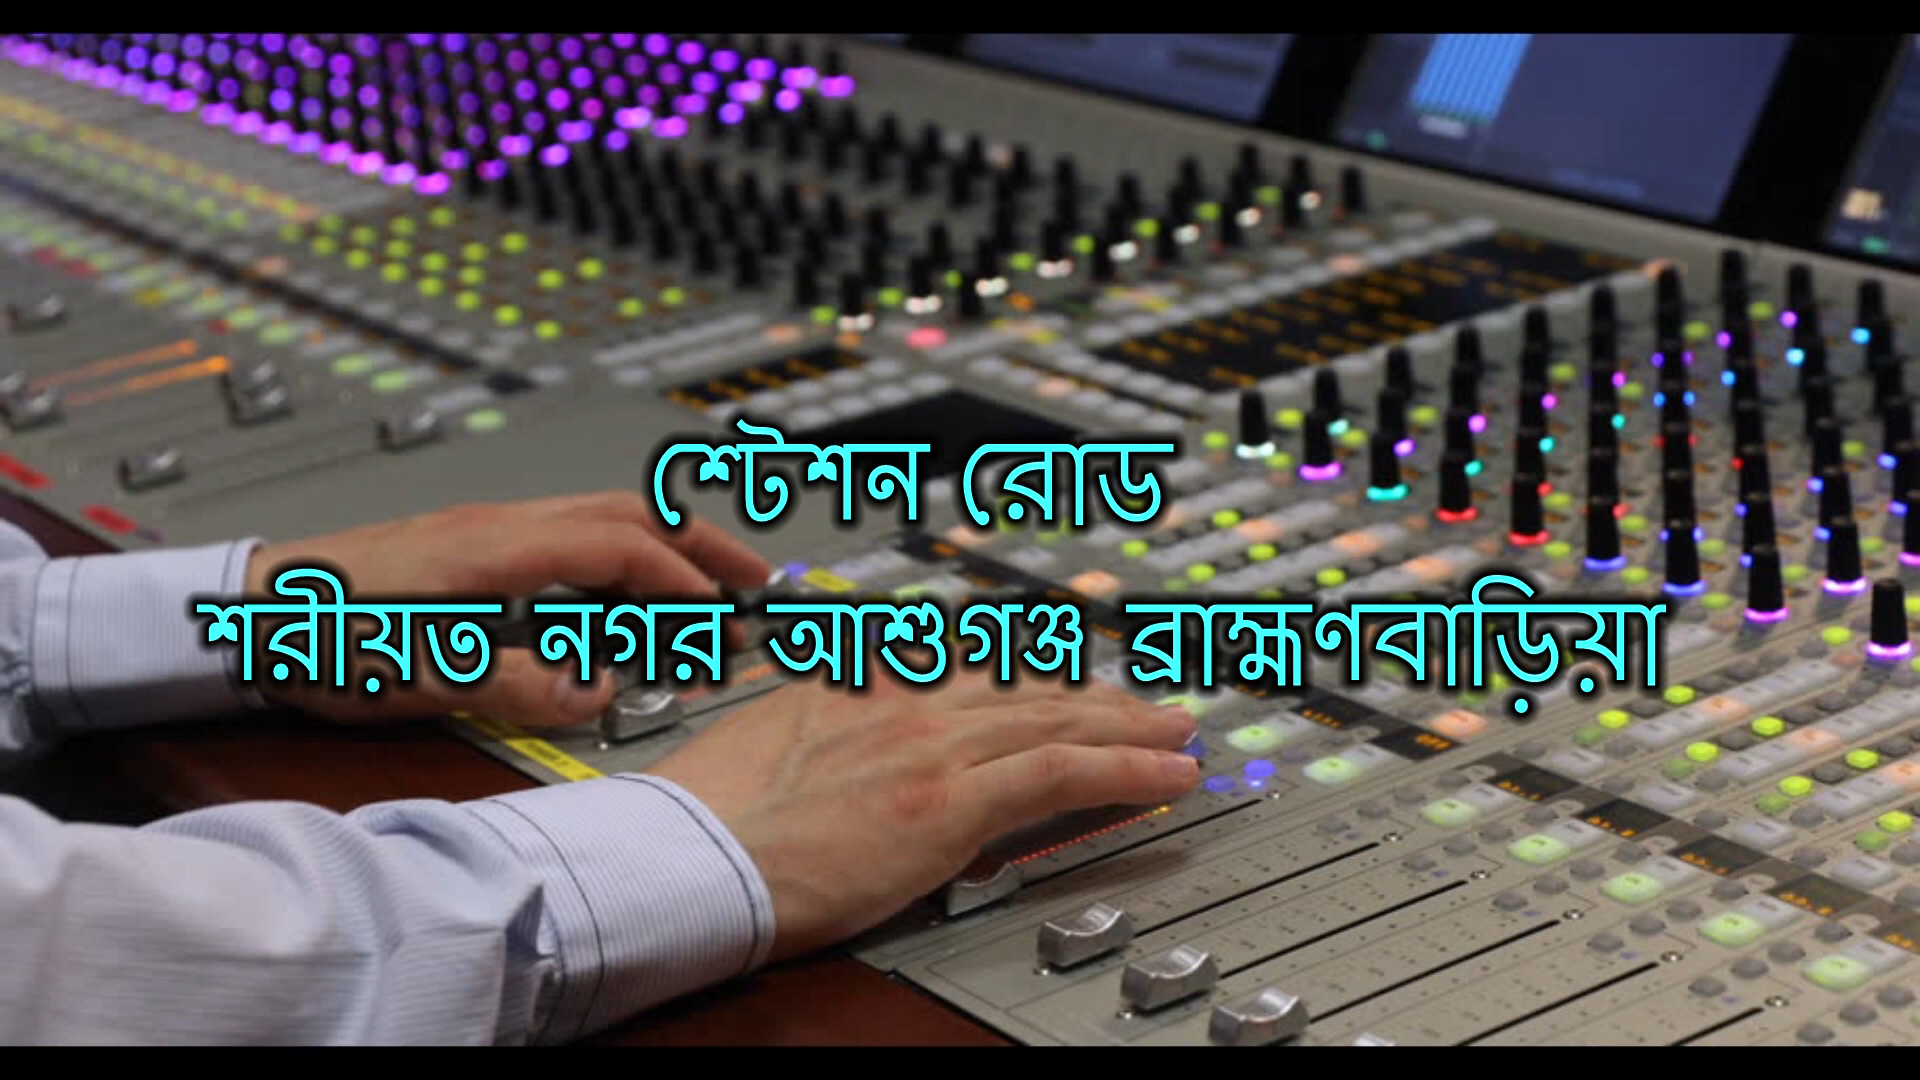 স্টেশন রোড
শরীয়ত নগর আশুগঞ্জ ব্রাহ্মণবাড়িয়া